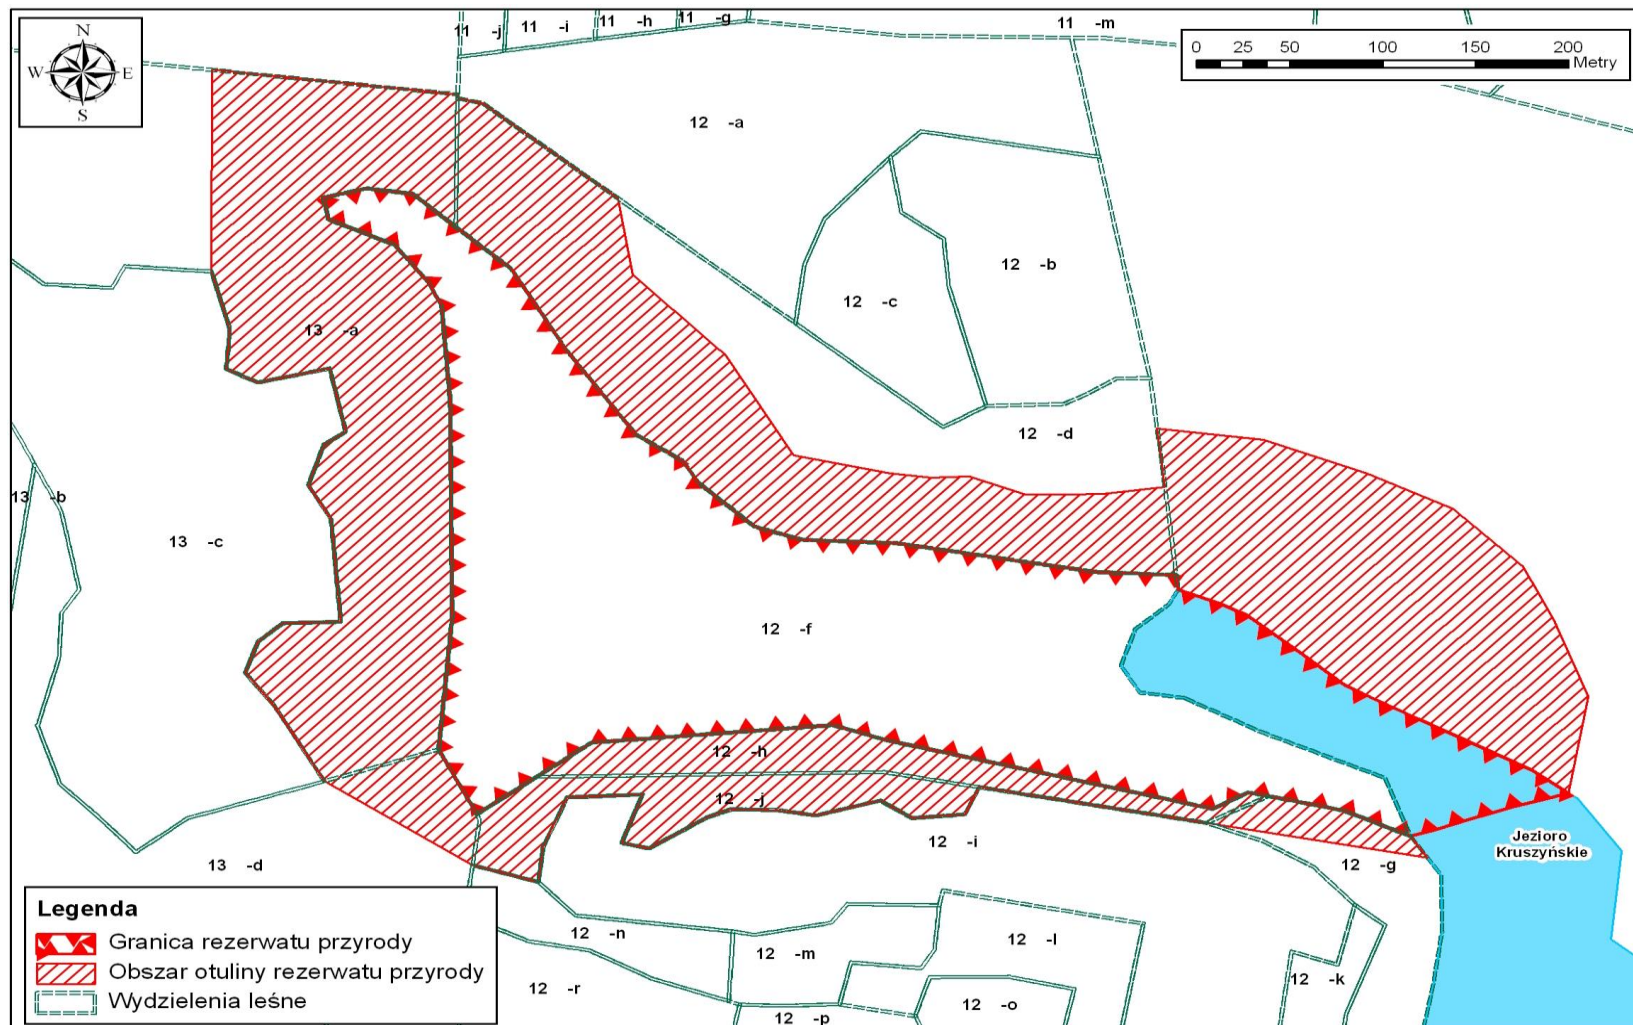 N
W E
S
11 -j
11 -i
11 -h
11 -g
11 -m
0 25 50 100 150 200
Metry
12 -a
12 -b
12 -c
13 -a
12 -d
13 -b
13 -c
12 -f
12 -h
12 -j
12 -i
Jezioro
Kruszyńskie
12 -g
13 -d
12 -n
12 -m
12 -l
12 -k
12 -r
12 -o
12 -p
Legenda
Granica rezerwatu przyrody
Obszar otuliny rezerwatu przyrody
Wydzielenia leśne